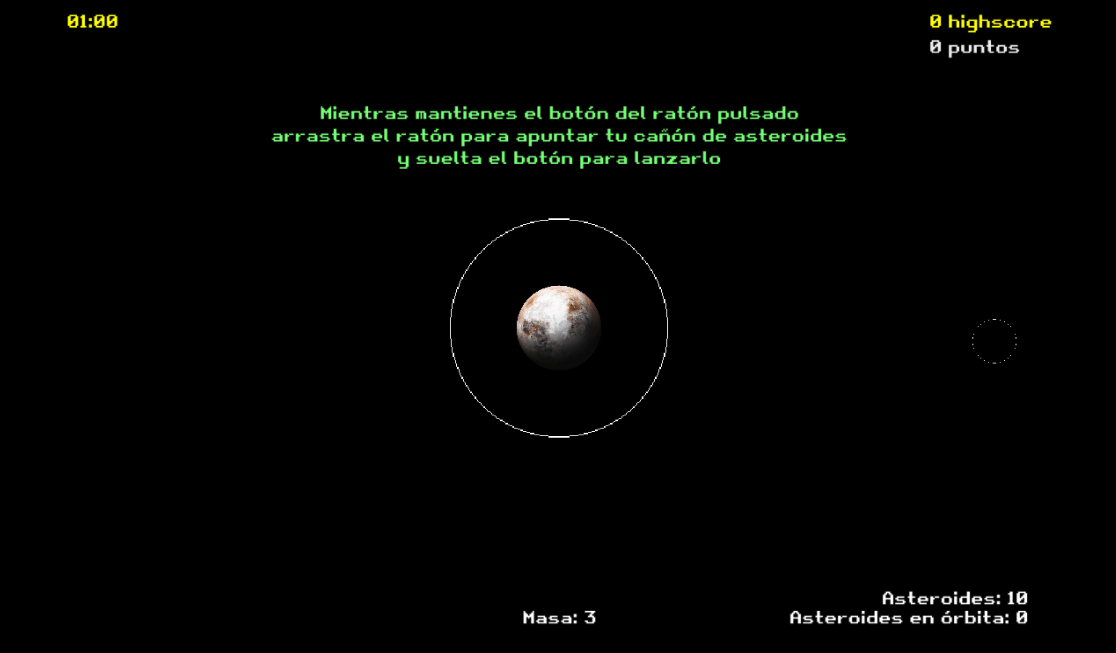 01:00
0 highscore
0 puntos
Mientras mantienes el botón del ratón pulsado
arrastra el ratón para apuntar tu cañón de asteroides
y suelta el botón para lanzarlo
Asteroides: 10
Masa: 3
Asteroides en órbita: 0